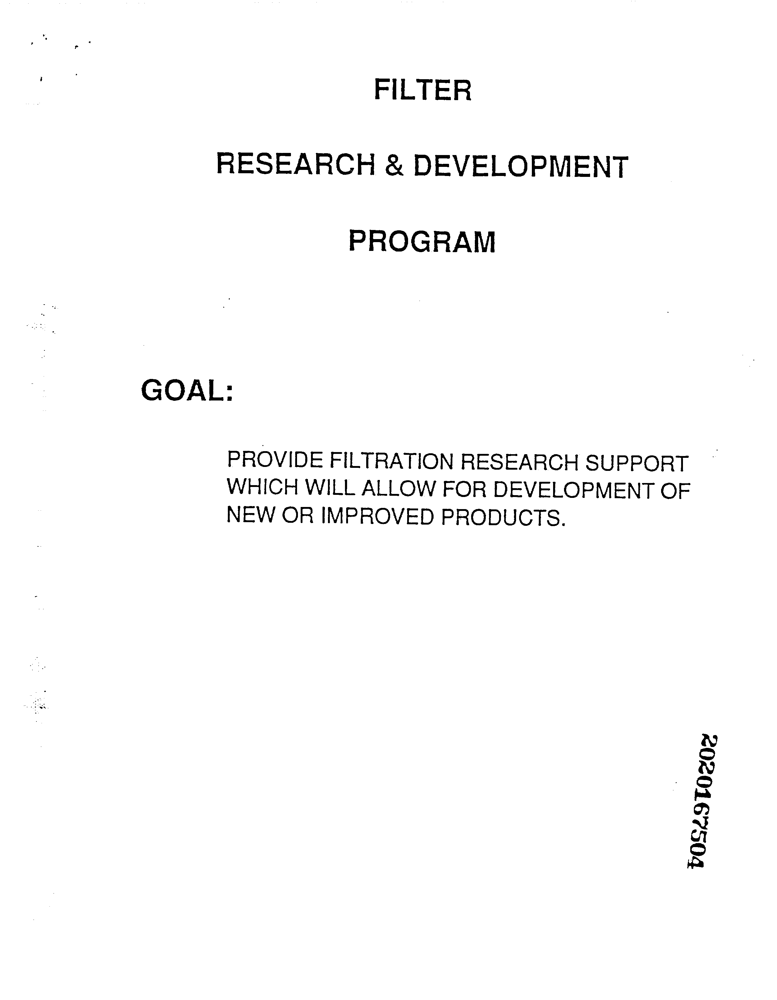 FILTER
RESEARCH & DEVELOPMENT
PROGRAM
GOAL:
PROVIDE FILTRATION RESEARCH SUPPORT
WHICH WILL ALLOW FOR DEVELOPMENT OF
NEW OR IMPROVED PRODUCTS.
2020167504